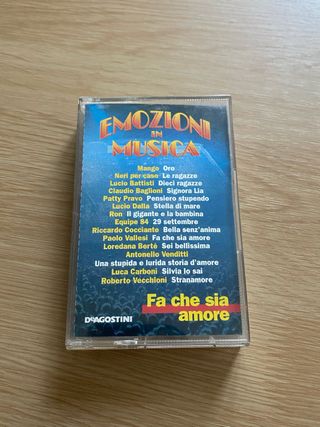 EMOZIONI
IN
MUSICA
Mango Oro
Neri per caso Le ragazze
Lucio Battisti Dieci ragazze
Claudio Baglioni Signora Lia
Patty Pravo Pensiero stupendo
Lucio Dalla Stella di mare
Ron Il gigante e la bambina
Equipe 84 29 settembre
Riccardo Cocciante Bella senz'anima
Paolo Vallesi Fa che sia amore
Loredana Bertè Sei bellissima
Antonello Venditti
Una stupida e lurida storia d'amore
Luca Carboni Silvia lo sai
Roberto Vecchioni Stranamore
Fa che sia
amore
DeAGOSTINI